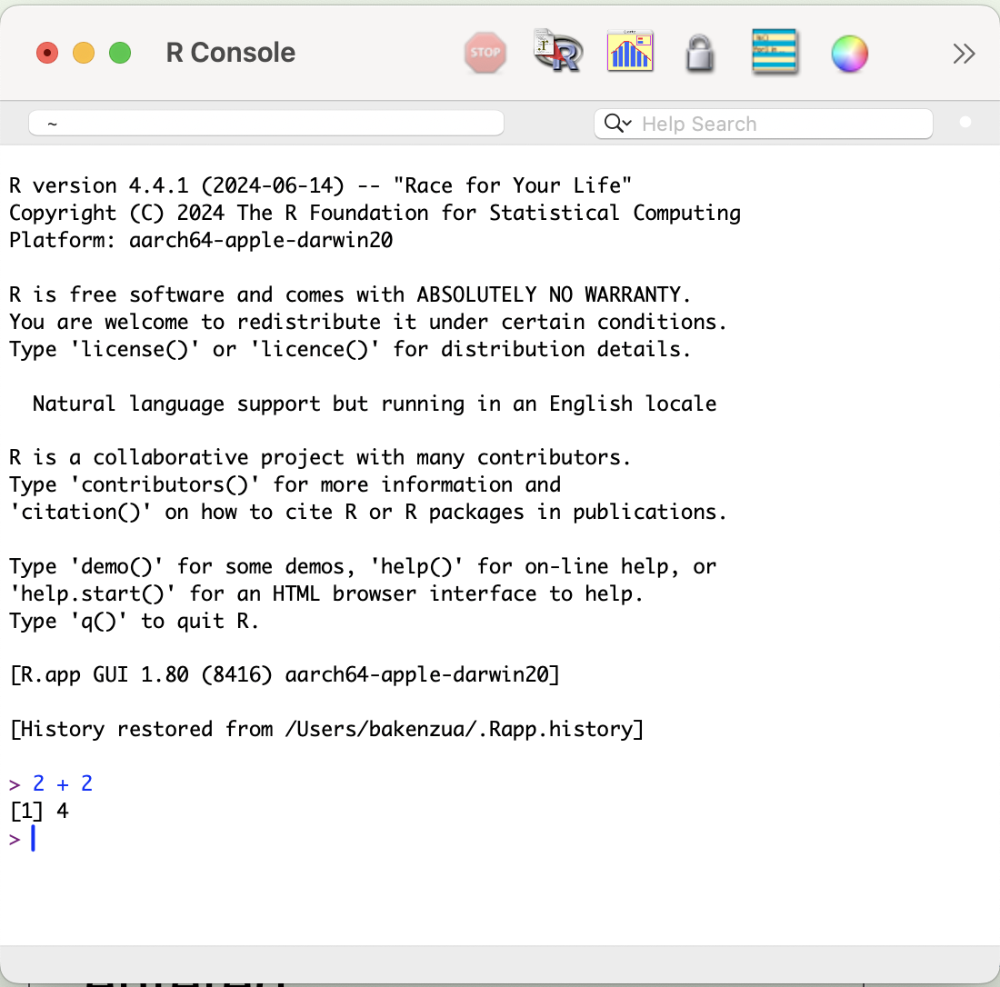 R Console
STOP
~
Help Search
R version 4.4.1 (2024-06-14) -- "Race for Your Life"
Copyright (C) 2024 The R Foundation for Statistical Computing
Platform: aarch64-apple-darwin20
R is free software and comes with ABSOLUTELY NO WARRANTY.
You are welcome to redistribute it under certain conditions.
Type 'license()' or 'licence()' for distribution details.
Natural language support but running in an English locale
R is a collaborative project with many contributors.
Type 'contributors()' for more information and
'citation()' on how to cite R or R packages in publications.
Type 'demo()' for some demos, 'help()' for on-line help, or
'help.start()' for an HTML browser interface to help.
Type 'q()' to quit R.
[R.app GUI 1.80 (8416) aarch64-apple-darwin20]
[History restored from /Users/bakenzua/.Rapp.history]
> 2 + 2
[1] 4
>